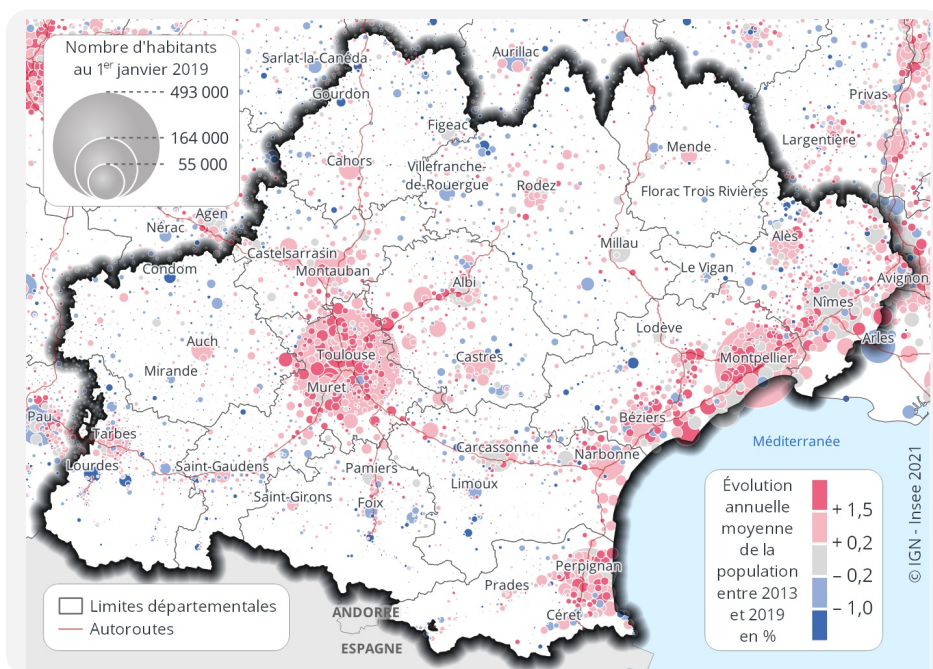 Nombre d'habitants
au 1er janvier 2019
493 000
164 000
55 000
Sarlat-la-Canéda
Aurillac
Gourdon
Privas
Figeac
Largentière
Cahors
Mende
Villefranche-
de-Rouergue
Rodez
Florac Trois Rivières
Agen
Nérac
Castelsarrasin
Millau
Alès
Condom
Montauban
Le Vigan
Albi
Avignon
Nîmes
Auch
Toulouse
Castres
Lodève
Montpellier
Arles
Mirande
Muret
Pau
Béziers
Tarbes
Méditerranée
Lourdes
Saint-Gaudens
Pamiers
Carcassonne
Narbonne
Saint-Girons
Foix
Limoux
Perpignan
Prades
Céret
ANDORRE
ESPAGNE
Limites départementales
Autoroutes
Évolution
annuelle
moyenne
de la
population
entre 2013
et 2019
en %
+ 1,5
+ 0,2
– 0,2
– 1,0
© IGN - Insee 2021